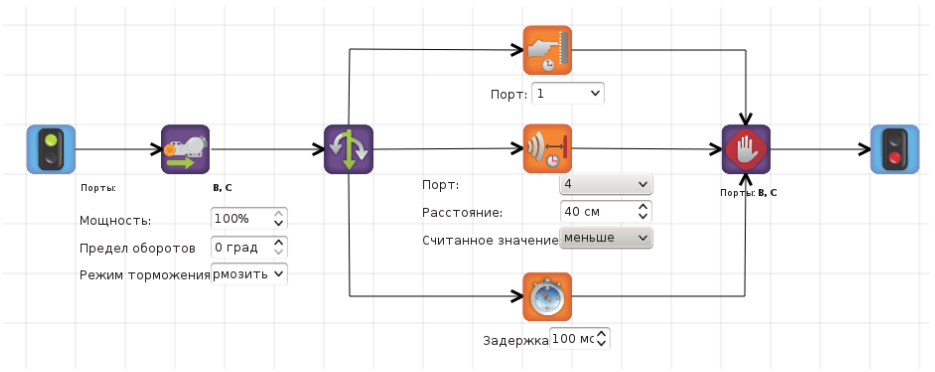 Порт: 1
Порты: B, C
Мощность: 100%
Предел оборотов 0 град
Режим торможения рмозить
Порт: 4
Расстояние: 40 см
Считанное значение меньше
Порты: B, C
Задержка 100 мс